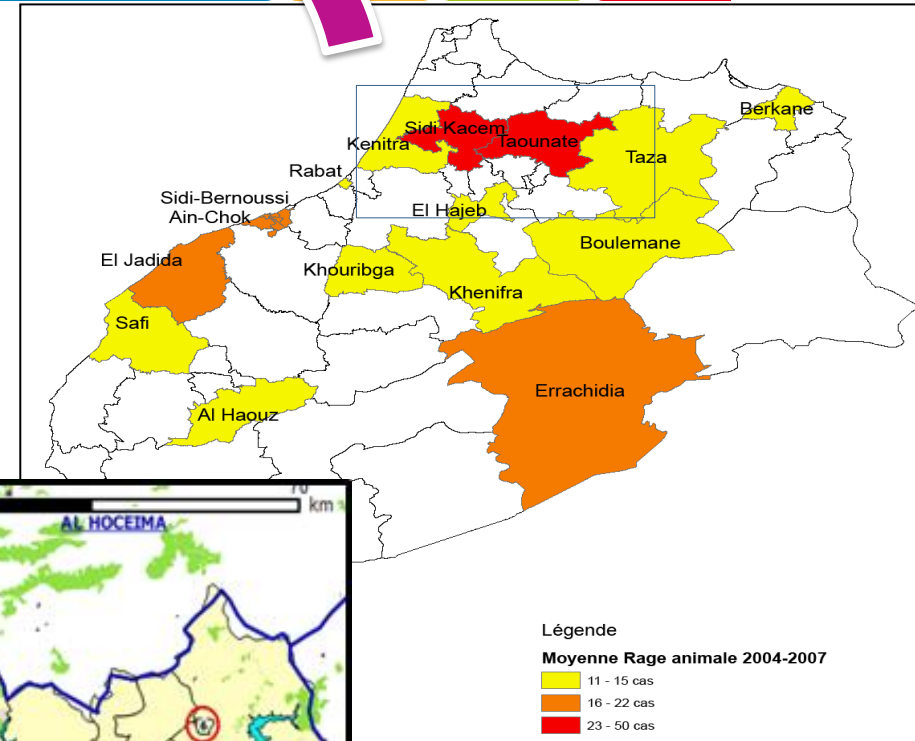 Berkane
Sidi Kacem
Taounate
Kenitra
Taza
Rabat
Sidi-Bernoussi
Ain-Chok
El Hajeb
Boulemane
El Jadida
Khouribga
Khenifra
Safi
Errachidia
Al Haouz
km
AL HOCEIMA
Légende
Moyenne Rage animale 2004-2007
11 - 15 cas
16 - 22 cas
23 - 50 cas